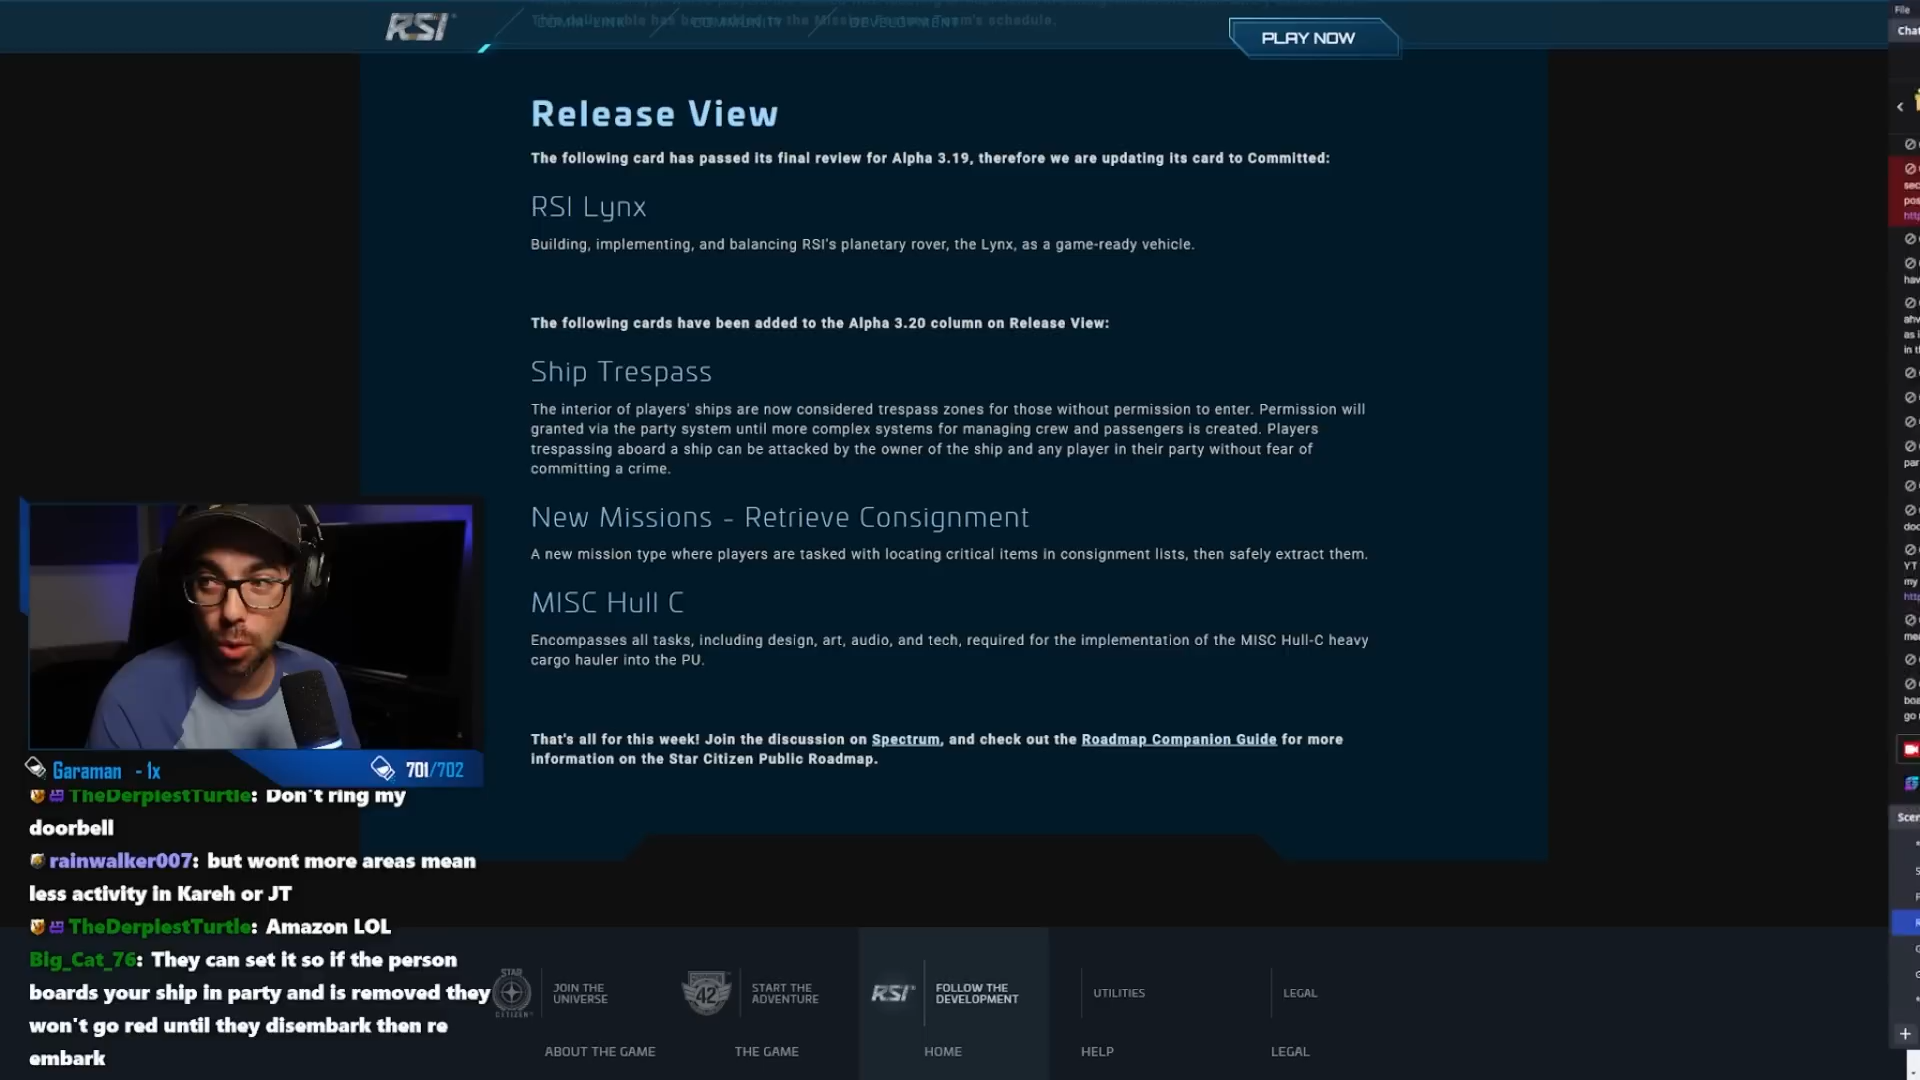 RSI
COMM-LINK
COMMUNITY
DEVELOPMENT
PLAY NOW
Release View
The following card has passed its final review for Alpha 3.19, therefore we are updating its card to Committed:
RSI Lynx
Building, implementing, and balancing RSI's planetary rover, the Lynx, as a game-ready vehicle.
The following cards have been added to the Alpha 3.20 column on Release View:
Ship Trespass
The interior of players' ships are now considered trespass zones for those without permission to enter. Permission will
granted via the party system until more complex systems for managing crew and passengers is created. Players
trespassing aboard a ship can be attacked by the owner of the ship and any player in their party without fear of
committing a crime.
New Missions - Retrieve Consignment
A new mission type where players are tasked with locating critical items in consignment lists, then safely extract them.
MISC Hull C
Encompasses all tasks, including design, art, audio, and tech, required for the implementation of the MISC Hull-C heavy
cargo hauler into the PU.
That's all for this week! Join the discussion on Spectrum, and check out the Roadmap Companion Guide for more
information on the Star Citizen Public Roadmap.
Garaman - 1x
701/702
TheDerpiestTurtle: Don't ring my
doorbell
rainwalker007: but wont more areas mean
less activity in Kareh or JT
TheDerpiestTurtle: Amazon LOL
Big_Cat_76: They can set it so if the person
boards your ship in party and is removed they
won't go red until they disembark then re
embark
STAR
CITIZEN
JOIN THE
UNIVERSE
42
START THE
ADVENTURE
RSI
FOLLOW THE
DEVELOPMENT
UTILITIES
LEGAL
ABOUT THE GAME
THE GAME
HOME
HELP
LEGAL
File